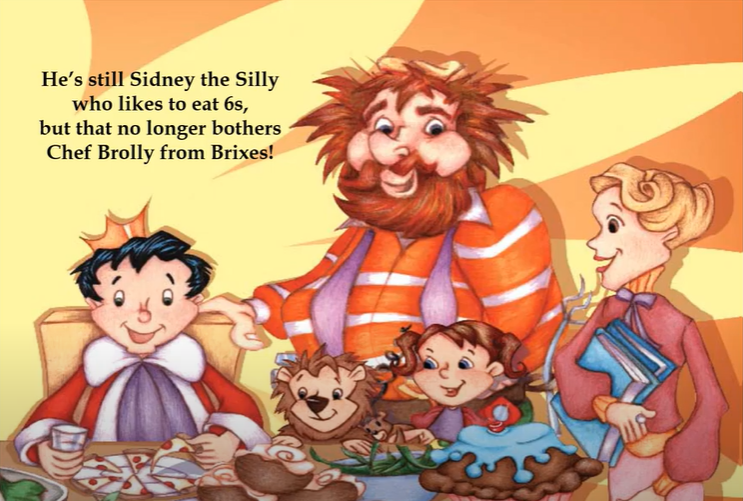 He's still Sidney the Silly
who likes to eat 6s,
but that no longer bothers
Chef Brolly from Brixes!